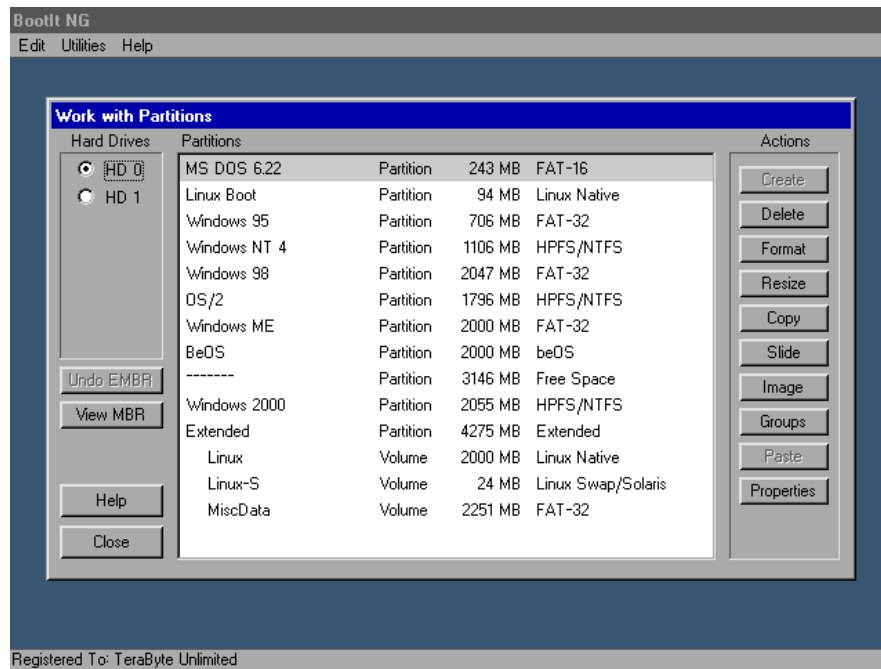 BootIt NG
Edit Utilities Help
Work with Partitions
Hard Drives Partitions Actions
HD 0
HD 1
Undo EMBR
View MBR
Help
Close
MS DOS 6.22 Partition 243 MB FAT-16
Linux Boot Partition 94 MB Linux Native
Windows 95 Partition 706 MB FAT-32
Windows NT 4 Partition 1106 MB HPFS/NTFS
Windows 98 Partition 2047 MB FAT-32
OS/2 Partition 1796 MB HPFS/NTFS
Windows ME Partition 2000 MB FAT-32
BeOS Partition 2000 MB beOS
------- Partition 3146 MB Free Space
Windows 2000 Partition 2055 MB HPFS/NTFS
Extended Partition 4275 MB Extended
Linux Volume 2000 MB Linux Native
Linux-S Volume 24 MB Linux Swap/Solaris
MiscData Volume 2251 MB FAT-32
Create
Delete
Format
Resize
Copy
Slide
Image
Groups
Paste
Properties
Registered To: TeraByte Unlimited